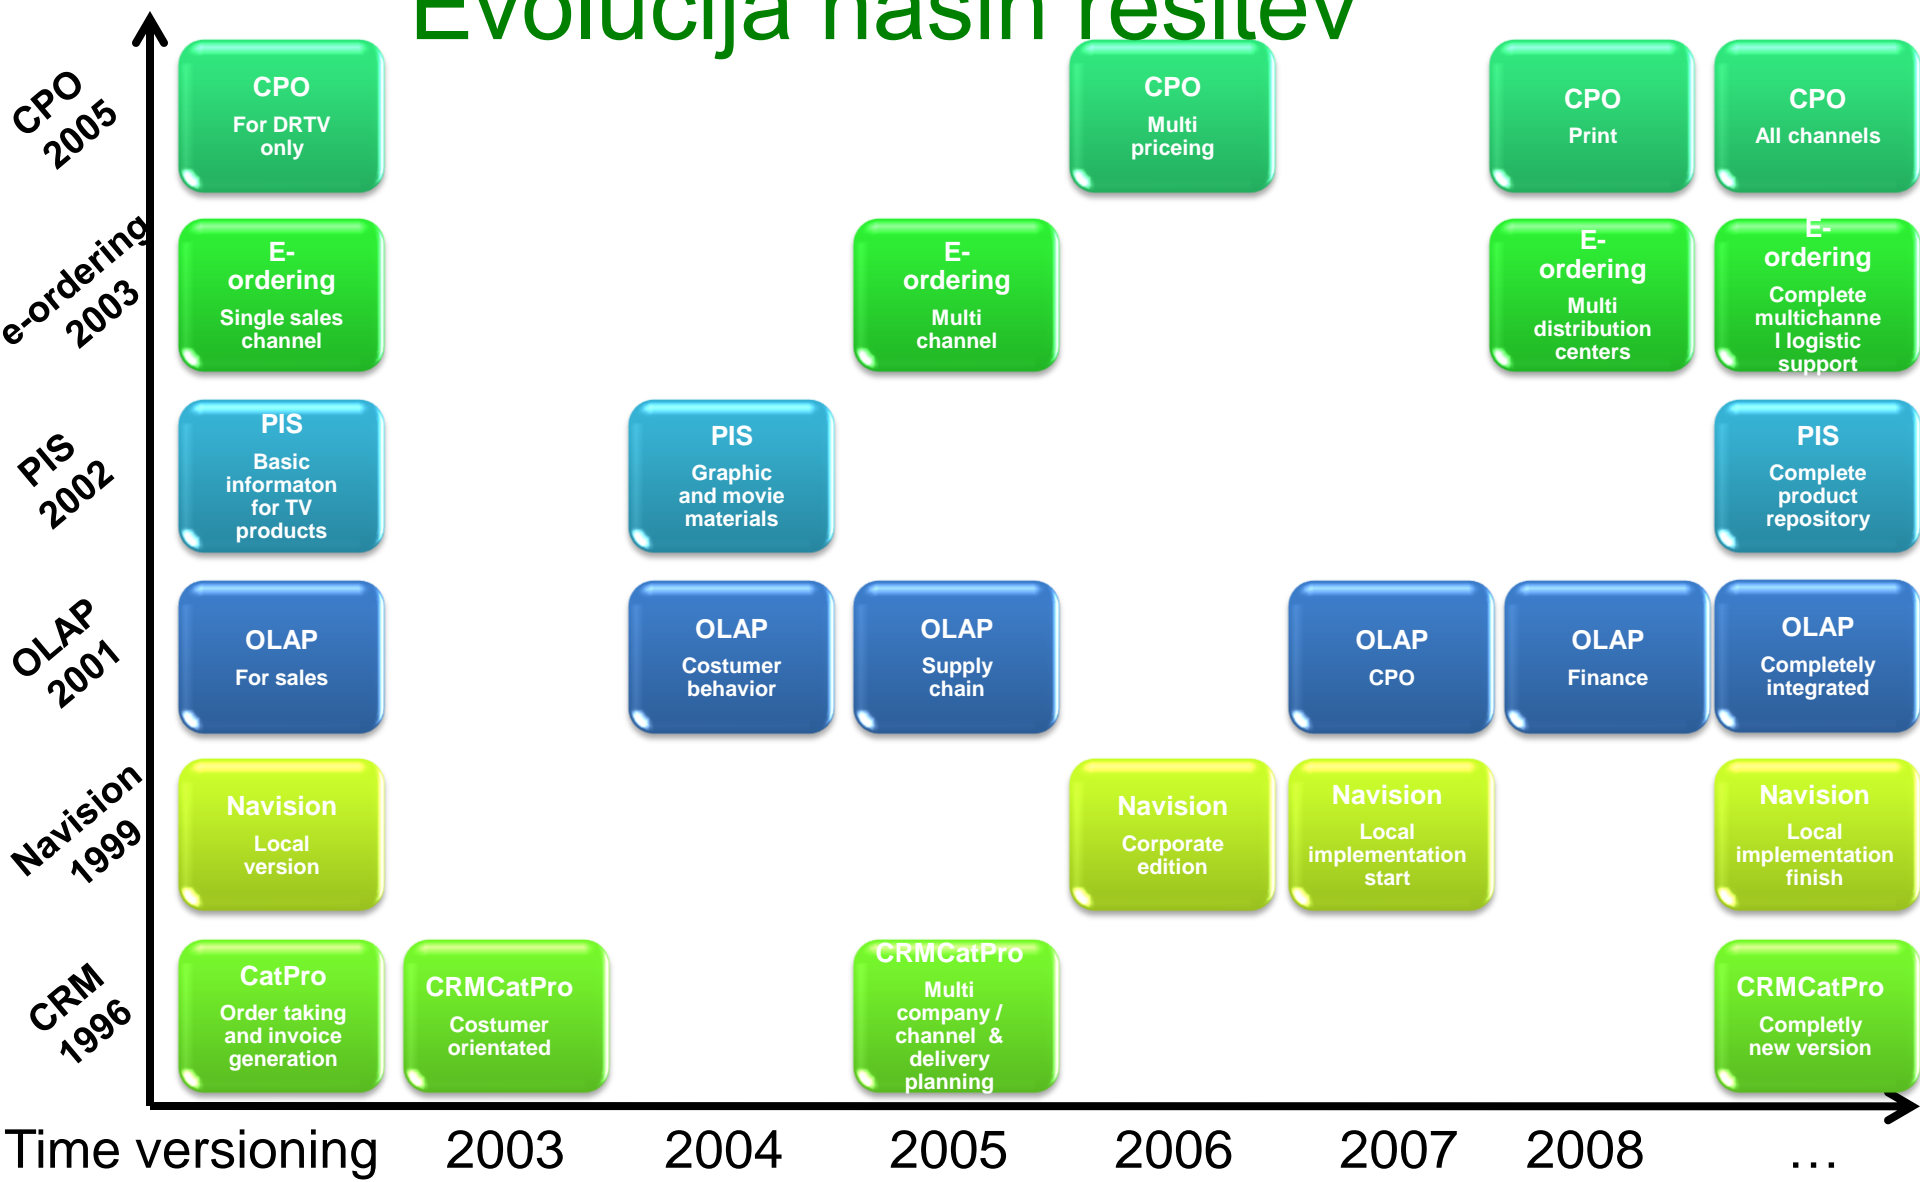 Evolucija naših rešitev
CPO
2005
CPO
For DRTV
only
CPO
Multi
priceing
CPO
Print
CPO
All channels
e-ordering
2003
E-
ordering
Single sales
channel
E-
ordering
Multi
channel
E-
ordering
Multi
distribution
centers
E-
ordering
Complete
multichanne
l logistic
support
PIS
2002
PIS
Basic
informaton
for TV
products
PIS
Graphic
and movie
materials
PIS
Complete
product
repository
OLAP
2001
OLAP
For sales
OLAP
Costumer
behavior
OLAP
Supply
chain
OLAP
CPO
OLAP
Finance
OLAP
Completely
integrated
Navision
1999
Navision
Local
version
Navision
Corporate
edition
Navision
Local
implementation
start
Navision
Local
implementation
finish
CRM
1996
CatPro
Order taking
and invoice
generation
CRMCatPro
Costumer
orientated
CRMCatPro
Multi
company /
channel  &
delivery
planning
CRMCatPro
Completly
new version
Time versioning 2003 2004 2005 2006 2007 2008 …